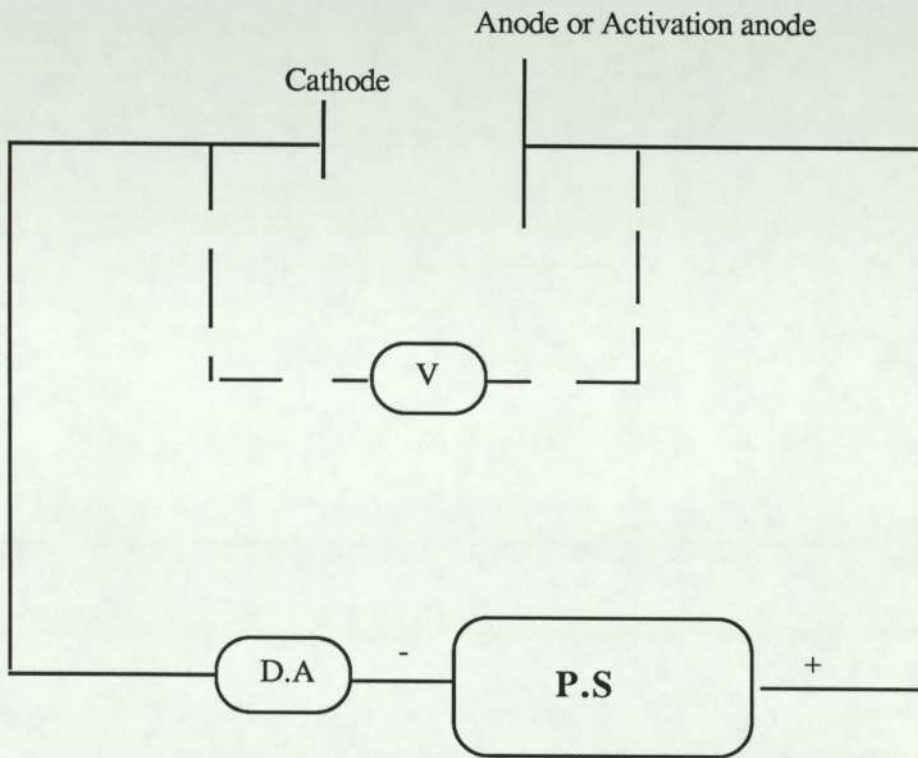 Anode or Activation anode
Cathode
V
D.A
-
P.S
+